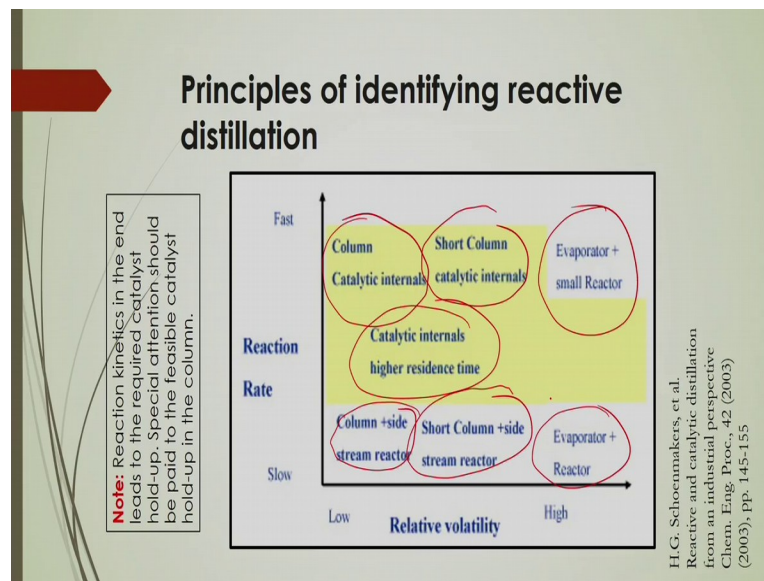 Principles of identifying reactive
distillation
Note: Reaction kinetics in the end
leads to the required catalyst
hold-up. Special attention should
be paid to the feasible catalyst
hold-up in the column.
Fast
Column
Catalytic internals
Short Column
catalytic internals
Evaporator +
small Reactor
Catalytic internals
higher residence time
Reaction
Rate
Column +side
stream reactor
Short Column +side
stream reactor
Evaporator +
Reactor
Slow
Low
Relative volatility
High
H.G. Schoenmakers, et al.
Reactive and catalytic distillation
from an industrial perspective
Chem. Eng. Proc., 42 (2003)
(2003), pp. 145-155